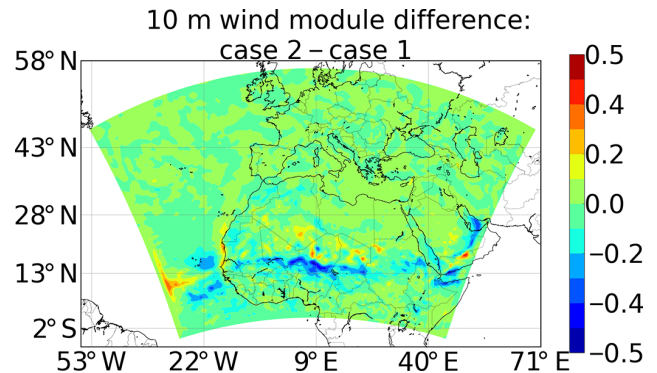 10 m wind module difference:
case 2 – case 1
58° N
43° N
28° N
13° N
2° S
53° W
22° W
9° E
40° E
71° E
0.5
0.4
0.2
0.0
−0.2
−0.4
−0.5